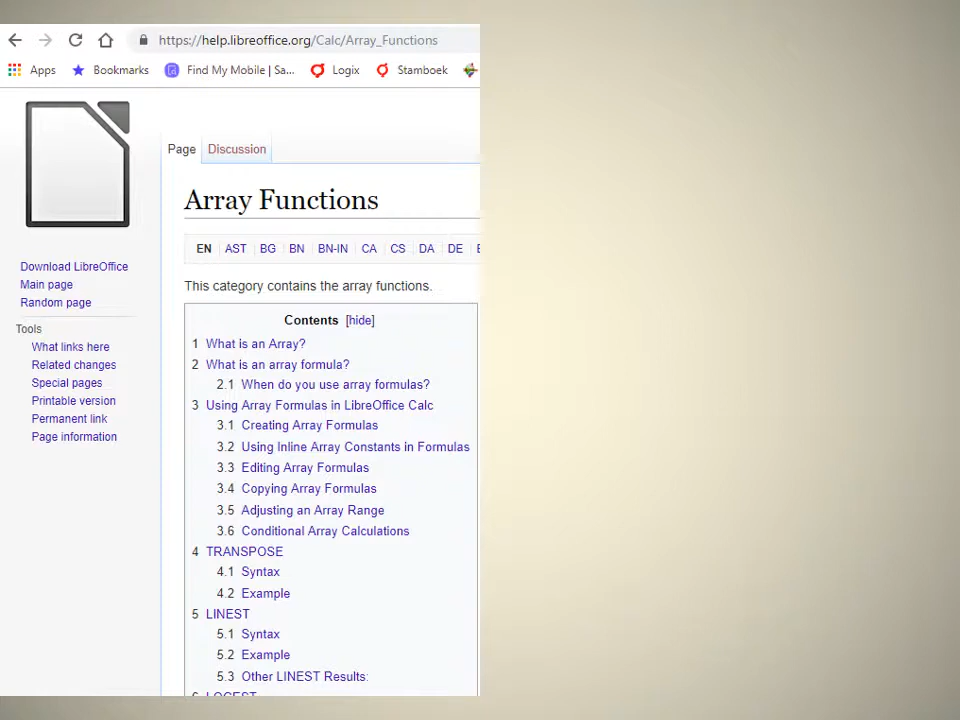 https://help.libreoffice.org/Calc/Array_Functions
Apps Bookmarks Find My Mobile | Sa... Logix Stamboek
Page Discussion
Array Functions
EN AST BG BN BN-IN CA CS DA DE
This category contains the array functions.
Download LibreOffice
Main page
Random page
Tools
What links here
Related changes
Special pages
Printable version
Permanent link
Page information
Contents [hide]
1 What is an Array?
2 What is an array formula?
2.1 When do you use array formulas?
3 Using Array Formulas in LibreOffice Calc
3.1 Creating Array Formulas
3.2 Using Inline Array Constants in Formulas
3.3 Editing Array Formulas
3.4 Copying Array Formulas
3.5 Adjusting an Array Range
3.6 Conditional Array Calculations
4 TRANSPOSE
4.1 Syntax
4.2 Example
5 LINEST
5.1 Syntax
5.2 Example
5.3 Other LINEST Results: